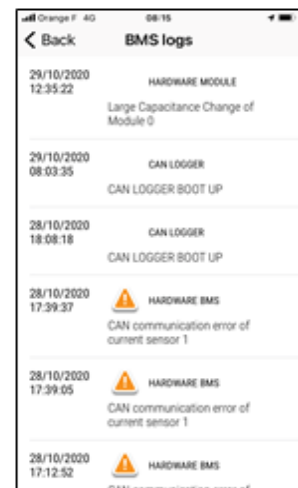 Orange F 4G 08:15
Back BMS logs
29/10/2020 HARDWARE MODULE
12:35:22
Large Capacitance Change of
Module 0
29/10/2020 CAN LOGGER
08:03:35
CAN LOGGER BOOT UP
28/10/2020 CAN LOGGER
18:08:18
CAN LOGGER BOOT UP
28/10/2020 HARDWARE BMS
17:39:37
CAN communication error of
current sensor 1
28/10/2020 HARDWARE BMS
17:39:05
CAN communication error of
current sensor 1
28/10/2020 HARDWARE BMS
17:12:52
CAN communication error of